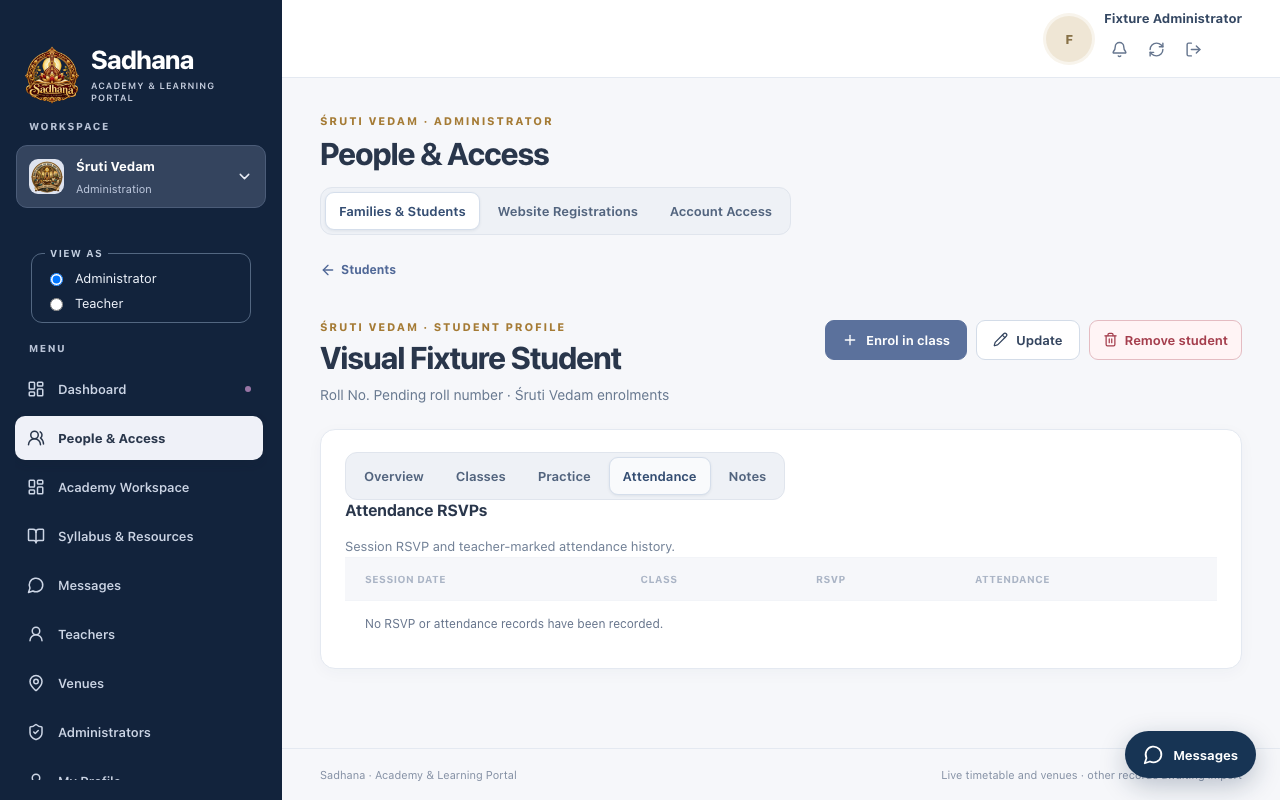 Sadhana
ACADEMY & LEARNING
PORTAL
WORKSPACE
Śruti Vedam
Administration
VIEW AS
Administrator
Teacher
MENU
Dashboard
People & Access
Academy Workspace
Syllabus & Resources
Messages
Teachers
Venues
Administrators
My Profile
F
Fixture Administrator
ŚRUTI VEDAM · ADMINISTRATOR
People & Access
Families & Students
Website Registrations
Account Access
Students
ŚRUTI VEDAM · STUDENT PROFILE
Visual Fixture Student
Roll No. Pending roll number · Śruti Vedam enrolments
Enrol in class
Update
Remove student
Overview
Classes
Practice
Attendance
Notes
Attendance RSVPs
Session RSVP and teacher-marked attendance history.
SESSION DATE
CLASS
RSVP
ATTENDANCE
No RSVP or attendance records have been recorded.
Sadhana · Academy & Learning Portal
Live timetable and venues · other
Messages